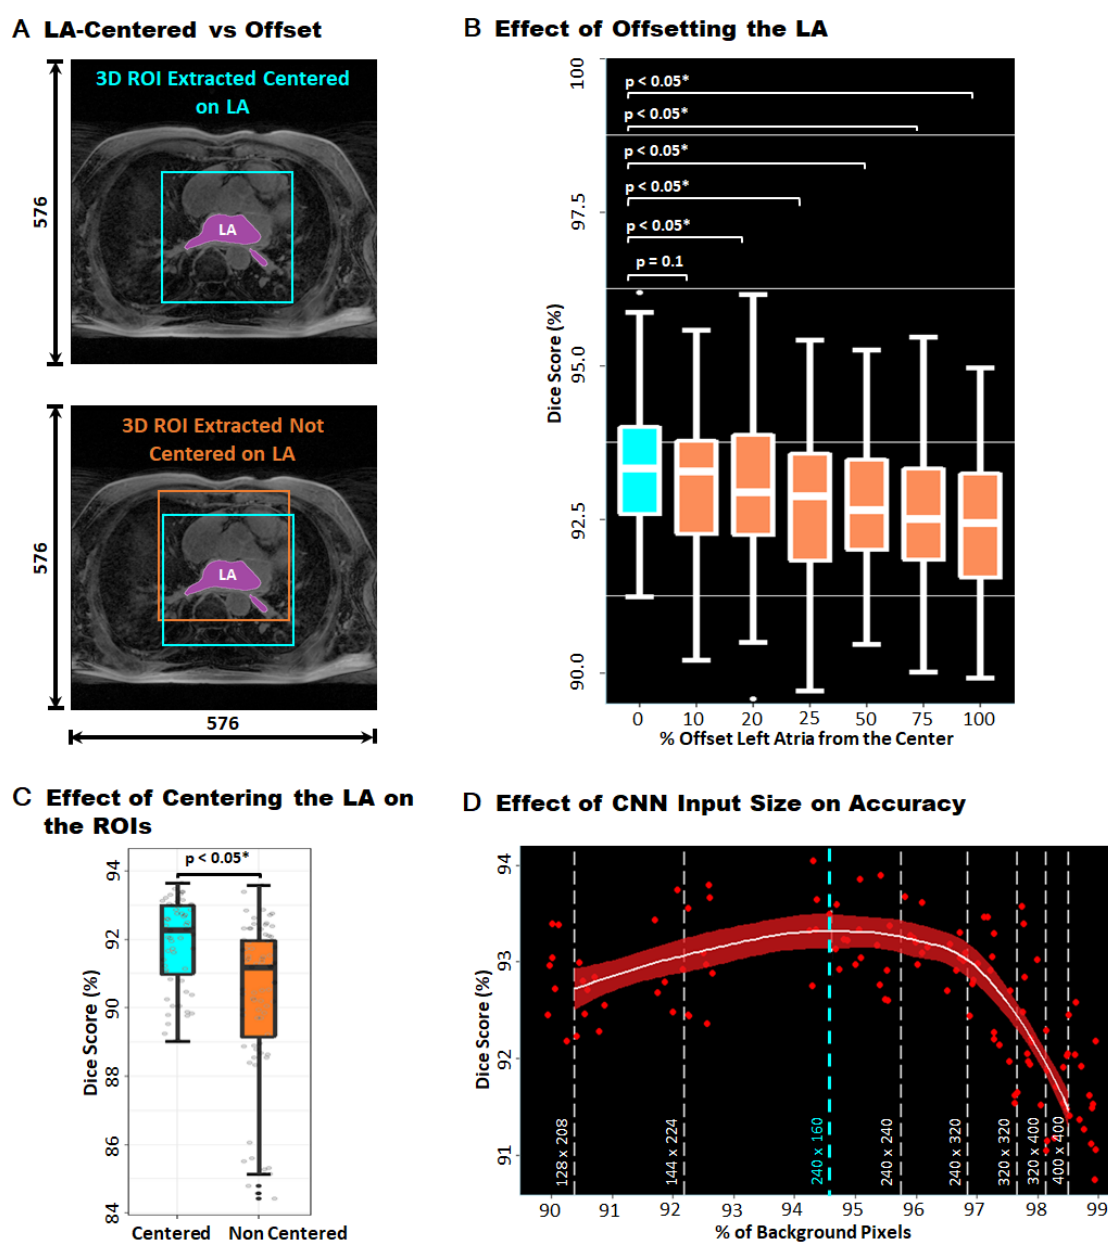 A LA-Centered vs Offset
3D ROI Extracted Centered
on LA
LA
576
3D ROI Extracted Not
Centered on LA
LA
576
576
B Effect of Offsetting the LA
p < 0.05*
p < 0.05*
p < 0.05*
p < 0.05*
p < 0.05*
p = 0.1
100
97.5
95.0
92.5
90.0
Dice Score (%)
0 10 20 25 50 75 100
% Offset Left Atria from the Center
C Effect of Centering the LA on
the ROIs
p < 0.05*
94
92
90
88
86
84
Dice Score (%)
Centered Non Centered
D Effect of CNN Input Size on Accuracy
94
93
92
91
Dice Score (%)
128 x 208
144 x 224
240 x 160
240 x 240
240 x 320
320 x 320
320 x 400
400 x 400
90 91 92 93 94 95 96 97 98 99
% of Background Pixels